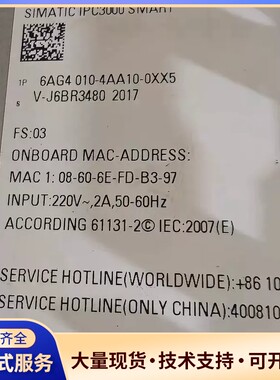 SIMATIC IPC3000 SMART
1P 6AG4 010-4AA10-0XX5
V-J6BR3480 2017
FS:03
ONBOARD MAC-ADDRESS:
MAC 1: 08-60-6E-FD-B3-97
INPUT:220V~,2A,50-60Hz
ACCORDING 61131-2© IEC:2007(E)
SERVICE HOTLINE(WORLDWIDE):+86 10
SERVICE HOTLINE(ONLY CHINA):400810
齐全
式服务
大量现货·技术支持·可开